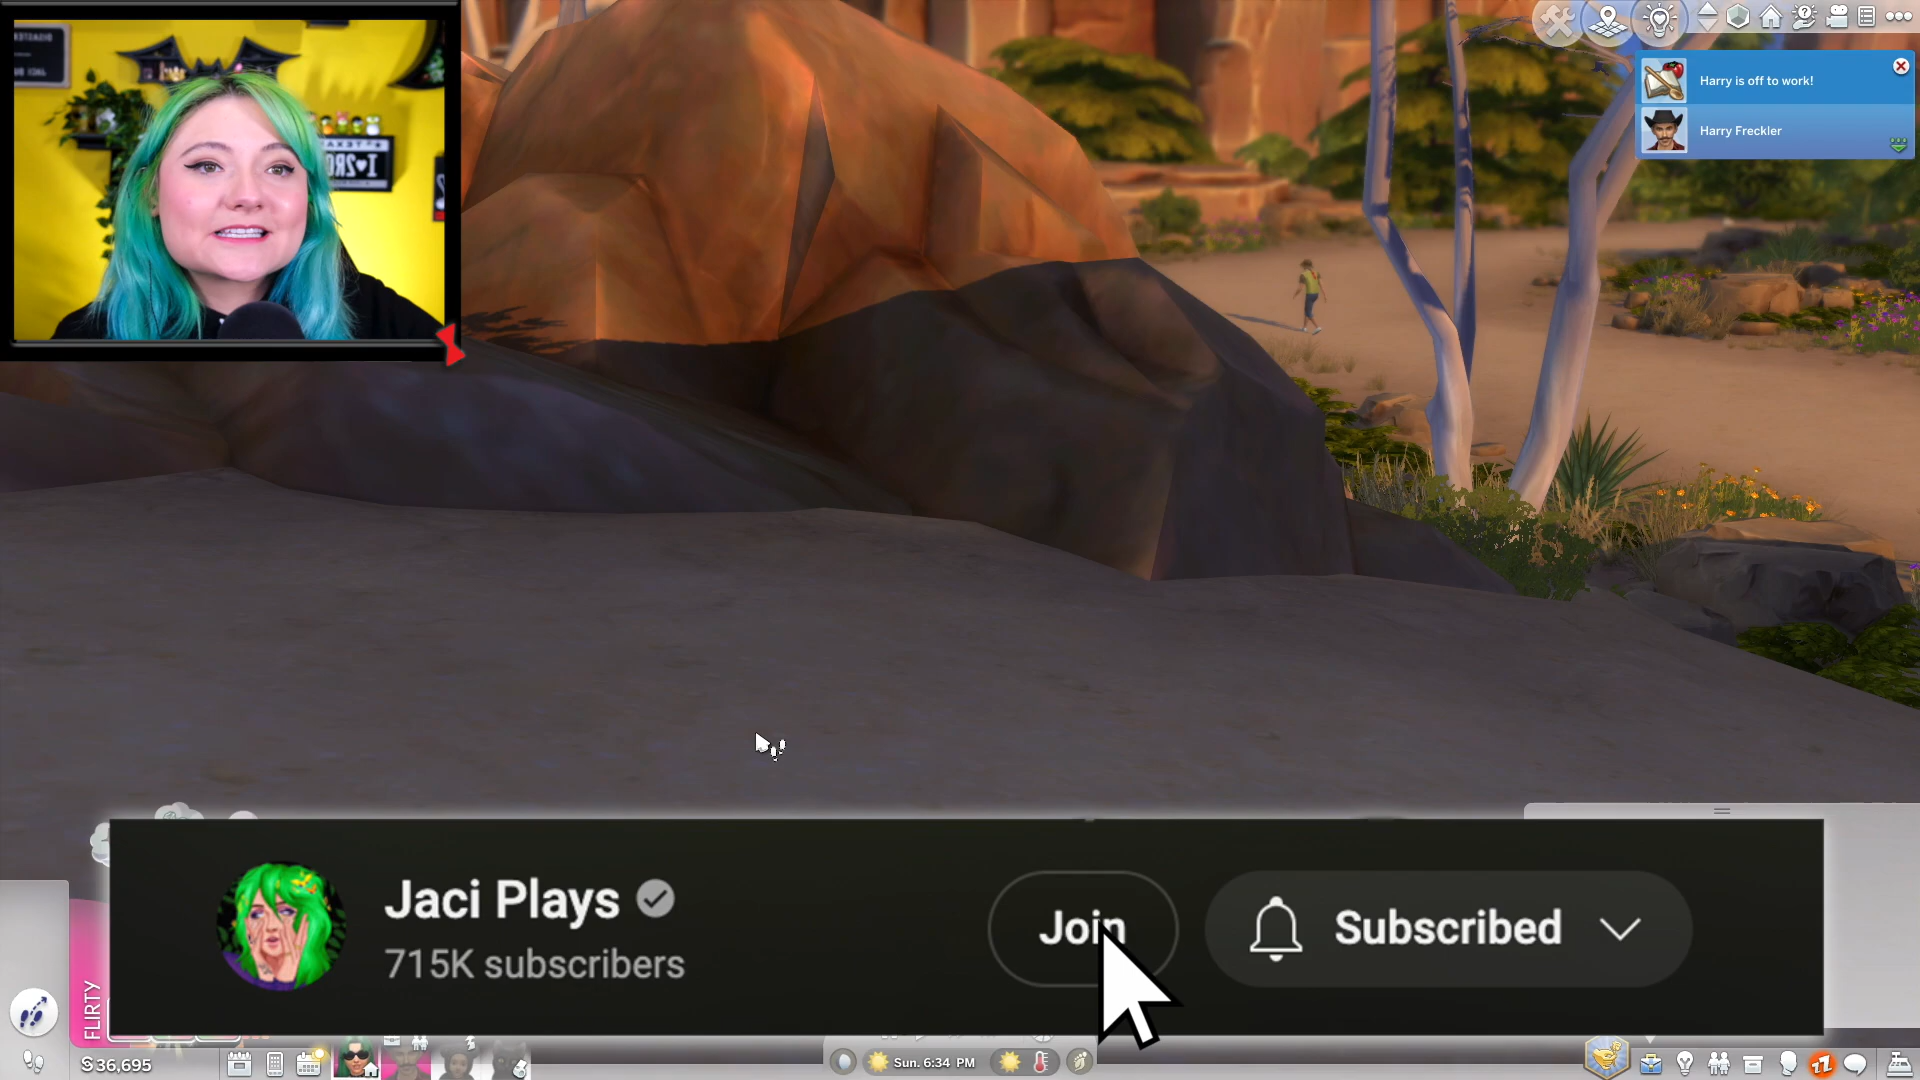 Harry is off to work!
Harry Freckler
Jaci Plays
715K subscribers
Join
Subscribed
FLIRTY
§36,695
Sun. 6:34 PM